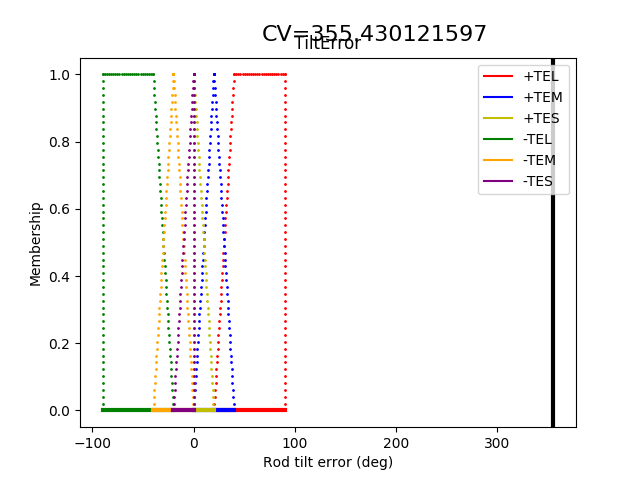 CV=355.430121597
TiltError
1.0
0.8
0.6
0.4
0.2
0.0
Membership
+TEL
+TEM
+TES
-TEL
-TEM
-TES
−100
0
100
200
300
Rod tilt error (deg)